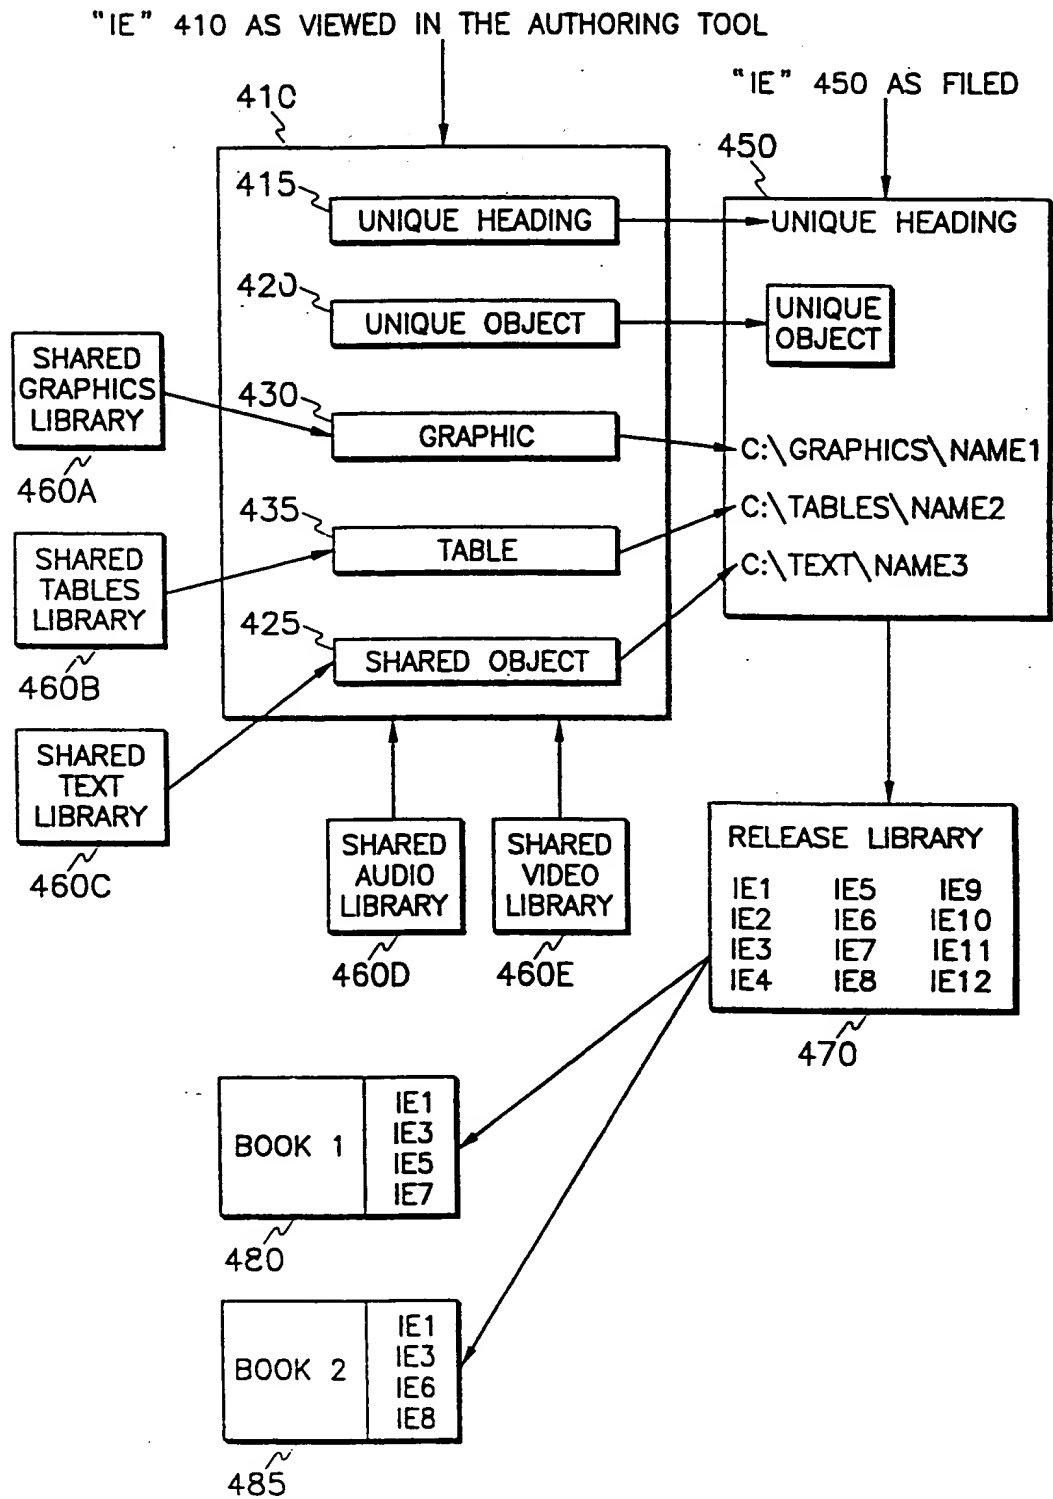 "IE" 410 AS VIEWED IN THE AUTHORING TOOL
"IE" 450 AS FILED
410
450
415
UNIQUE HEADING
UNIQUE HEADING
420
UNIQUE OBJECT
UNIQUE
OBJECT
SHARED
GRAPHICS
LIBRARY
460A
430
GRAPHIC
C:\GRAPHICS\NAME1
435
TABLE
C:\TABLES\NAME2
SHARED
TABLES
LIBRARY
460B
C:\TEXT\NAME3
425
SHARED OBJECT
SHARED
TEXT
LIBRARY
460C
SHARED
AUDIO
LIBRARY
460D
SHARED
VIDEO
LIBRARY
460E
RELEASE LIBRARY
IE1 IE5 IE9
IE2 IE6 IE10
IE3 IE7 IE11
IE4 IE8 IE12
470
BOOK 1
IE1
IE3
IE5
IE7
480
BOOK 2
IE1
IE3
IE6
IE8
485